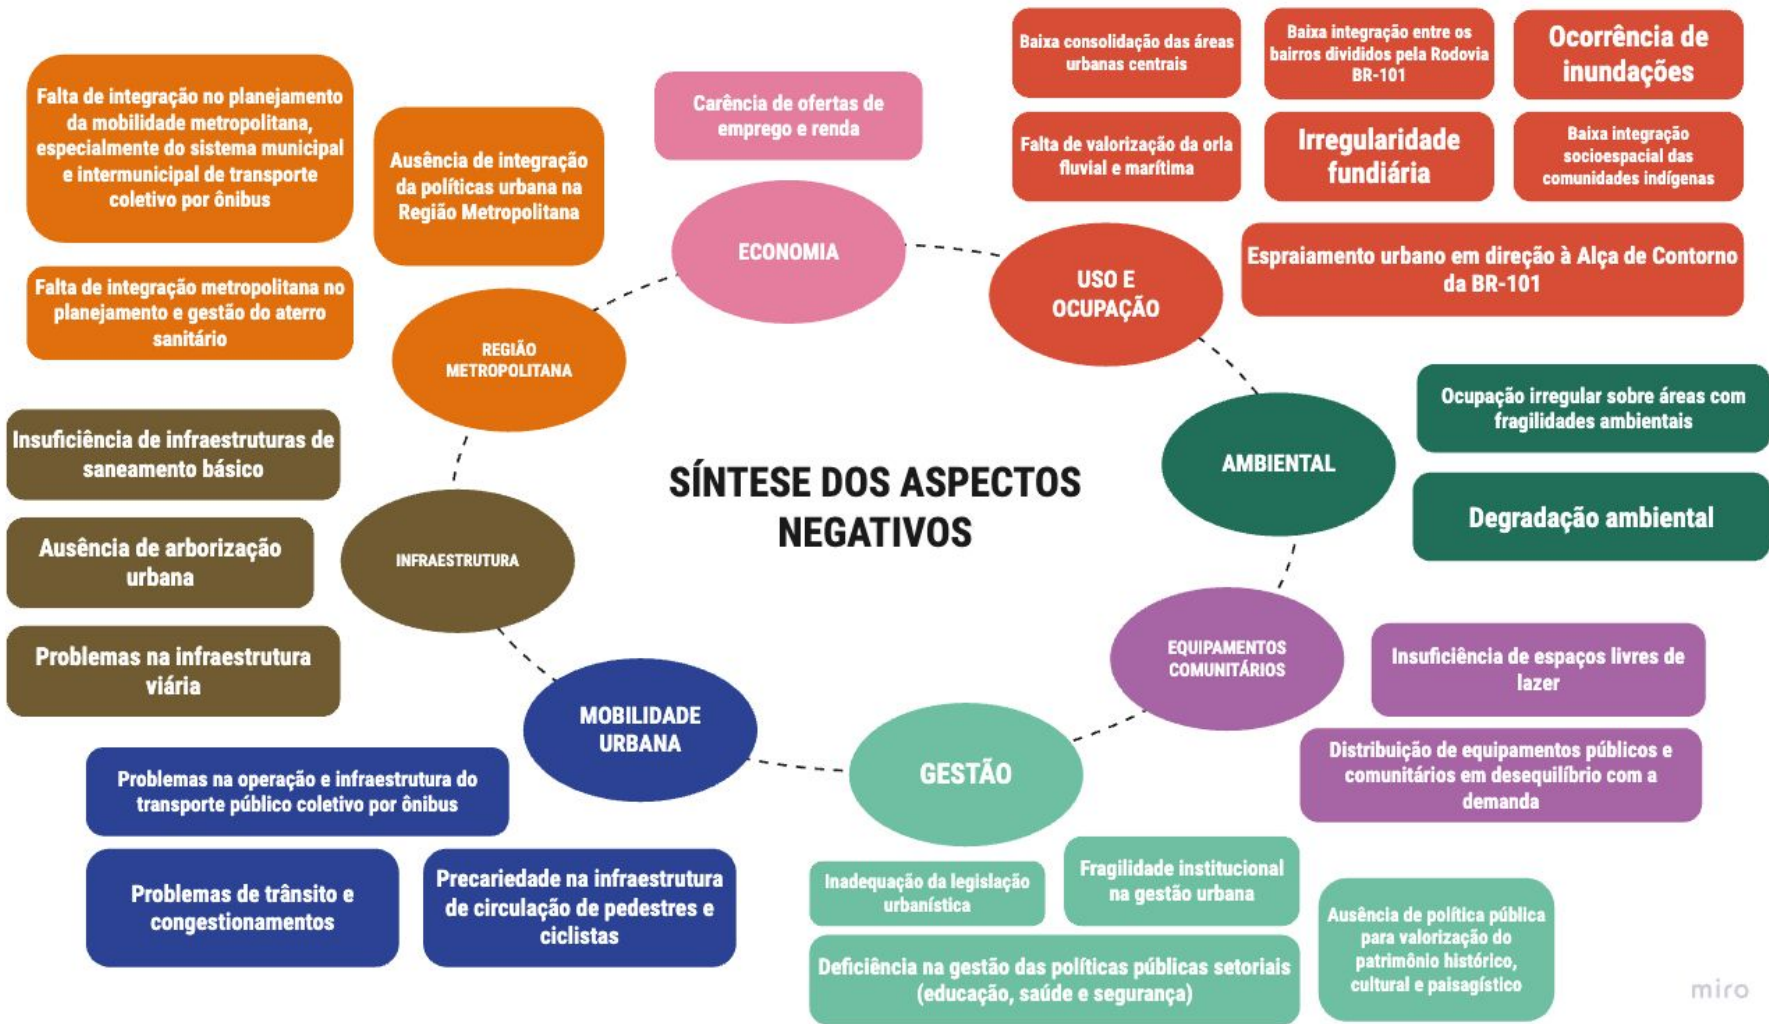 Falta de integração no planejamento
da mobilidade metropolitana,
especialmente do sistema municipal
e intermunicipal de transporte
coletivo por ônibus
Ausência de integração
da políticas urbana na
Região Metropolitana
Falta de integração metropolitana no
planejamento e gestão do aterro
sanitário
REGIÃO
METROPOLITANA
Carência de ofertas de
emprego e renda
ECONOMIA
Baixa consolidação das áreas
urbanas centrais
Baixa integração entre os
bairros divididos pela Rodovia
BR-101
Ocorrência de
inundações
Falta de valorização da orla
fluvial e marítima
Irregularidade
fundiária
Baixa integração
socioespacial das
comunidades indígenas
Espraiamento urbano em direção à Alça de Contorno
da BR-101
USO E
OCUPAÇÃO
Ocupação irregular sobre áreas com
fragilidades ambientais
AMBIENTAL
Degradação ambiental
SÍNTESE DOS ASPECTOS
NEGATIVOS
Insuficiência de infraestruturas de
saneamento básico
Ausência de arborização
urbana
INFRAESTRUTURA
Problemas na infraestrutura
viária
EQUIPAMENTOS
COMUNITÁRIOS
Insuficiência de espaços livres de
lazer
Distribuição de equipamentos públicos e
comunitários em desequilíbrio com a
demanda
MOBILIDADE
URBANA
Problemas na operação e infraestrutura do
transporte público coletivo por ônibus
Problemas de trânsito e
congestionamentos
Precariedade na infraestrutura
de circulação de pedestres e
ciclistas
GESTÃO
Inadequação da legislação
urbanística
Fragilidade institucional
na gestão urbana
Deficiência na gestão das políticas públicas setoriais
(educação, saúde e segurança)
Ausência de política pública
para valorização do
patrimônio histórico,
cultural e paisagístico
miro